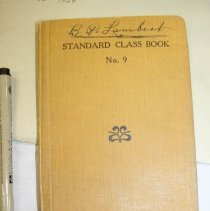 B. P. Lambert
STANDARD CLASS BOOK
No. 9